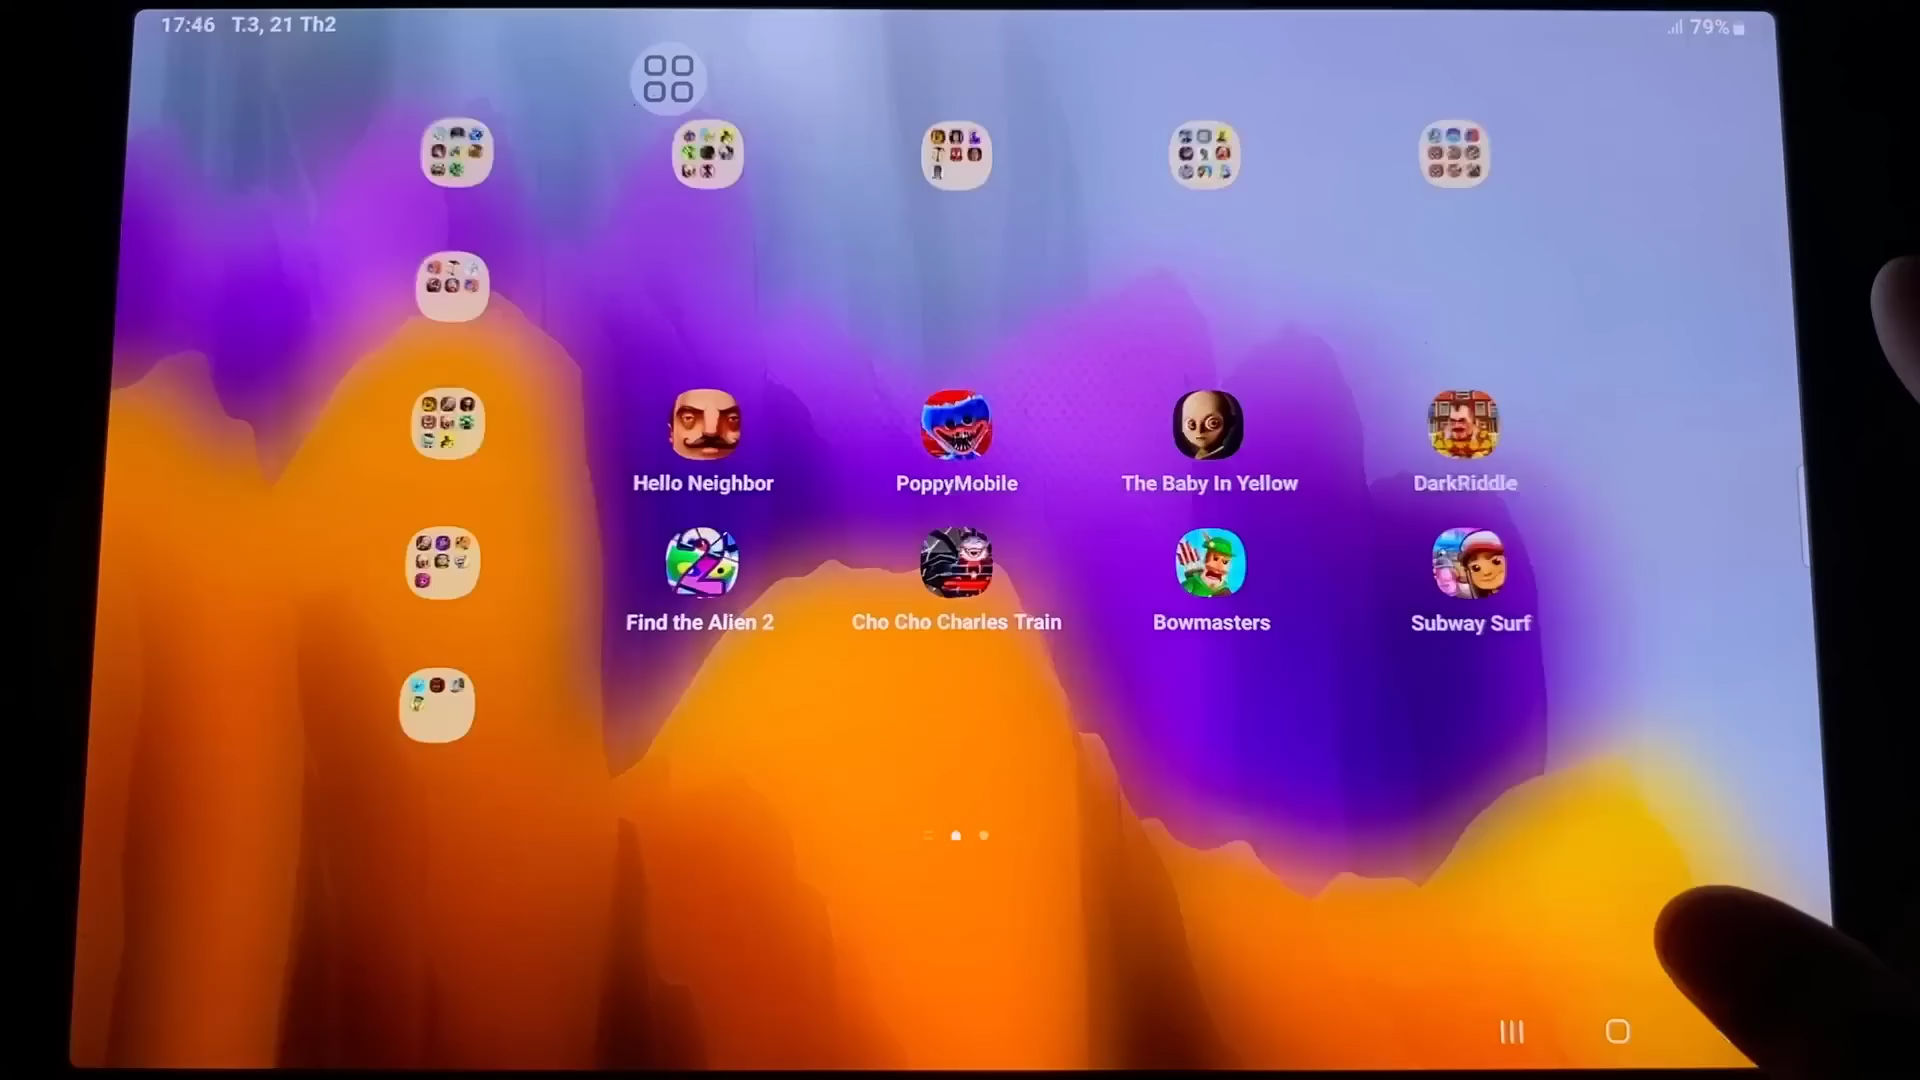 17:46 T.3, 21 Th2
79%
Hello Neighbor
PoppyMobile
The Baby In Yellow
DarkRiddle
Find the Alien 2
Cho Cho Charles Train
Bowmasters
Subway Surf